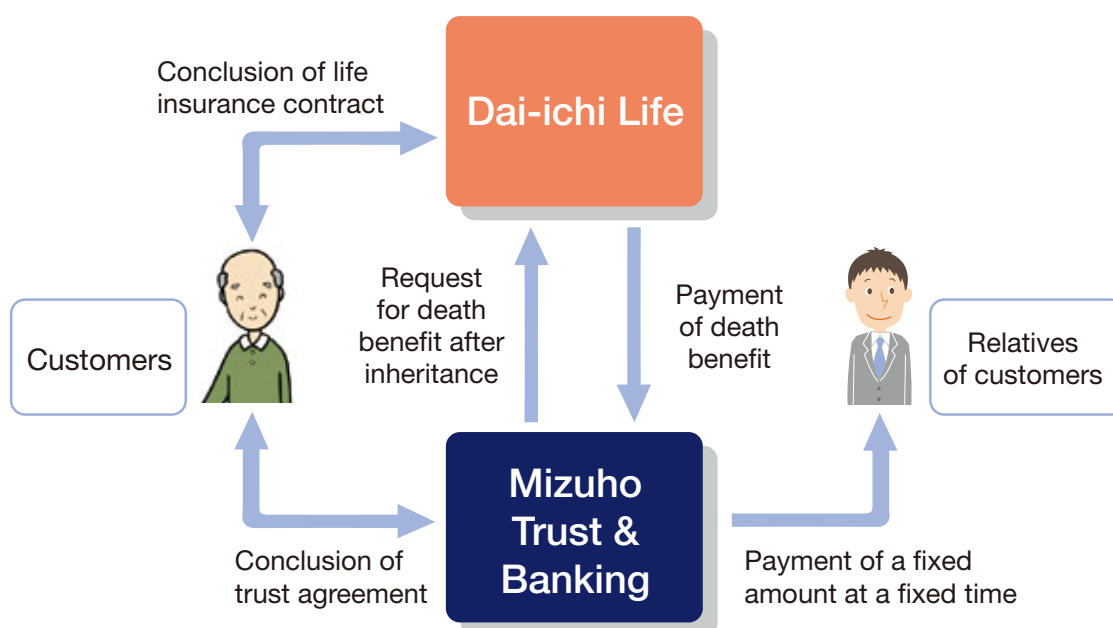 Conclusion of life
insurance contract
Dai-ichi Life
Customers
Request
for death
benefit after
inheritance
Payment
of death
benefit
Relatives
of customers
Mizuho
Trust &
Banking
Conclusion of
trust agreement
Payment of a fixed
amount at a fixed time